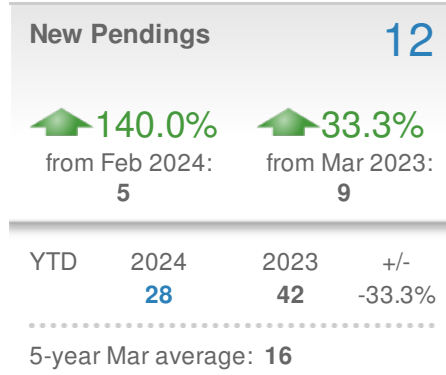 New Pendings 12
140.0% 33.3%
from Feb 2024: from Mar 2023:
5 9
YTD 2024 2023 +/-
28 42 -33.3%
5-year Mar average: 16